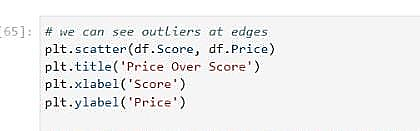 [65]: # we can see outliers at edges
plt.scatter(df.Score, df.Price)
plt.title('Price Over Score')
plt.xlabel('Score')
plt.ylabel('Price')